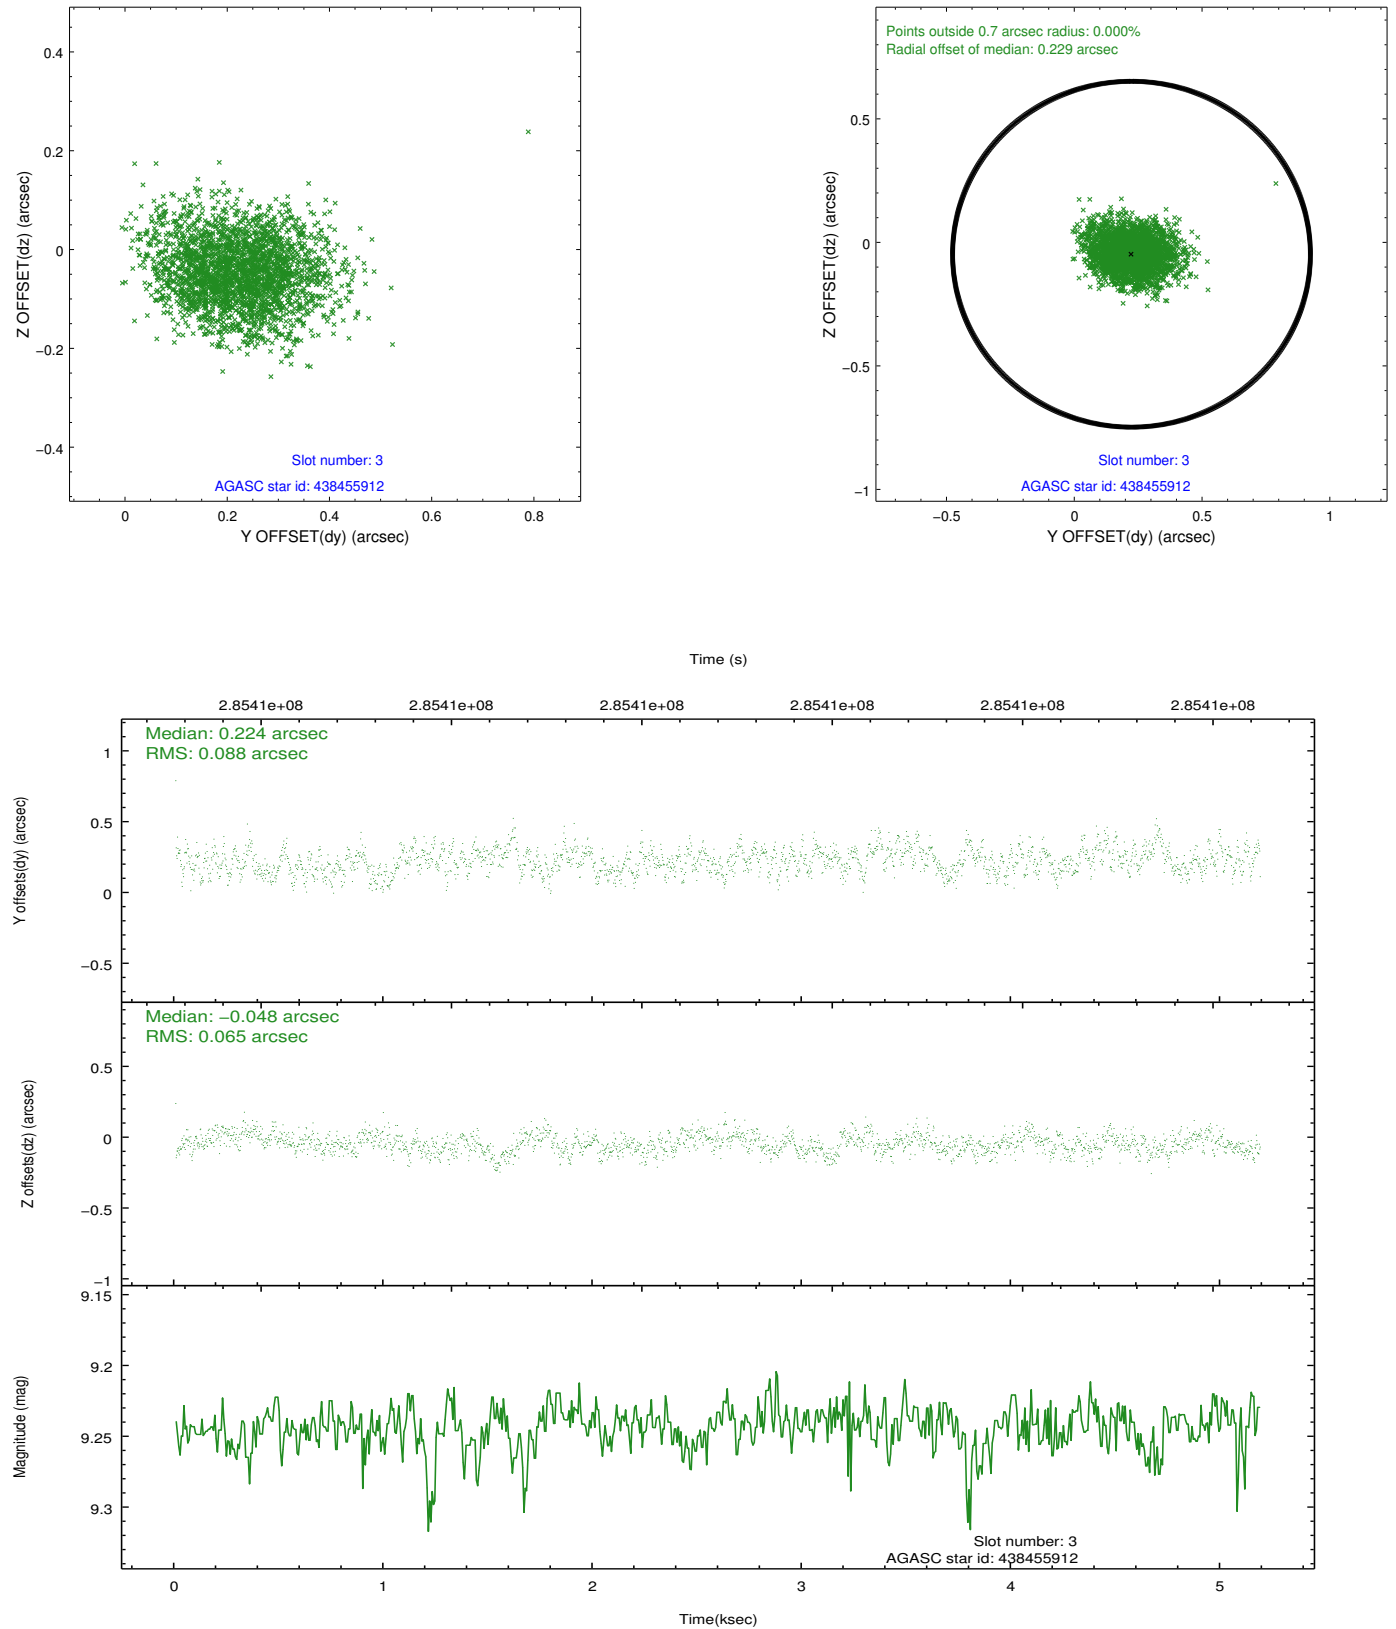 0.4
0.2
0
−0.2
−0.4
Z OFFSET(dz) (arcsec)
Slot number: 3
AGASC star id: 438455912
0 0.2 0.4 0.6 0.8
Y OFFSET(dy) (arcsec)
Points outside 0.7 arcsec radius: 0.000%
Radial offset of median: 0.229 arcsec
0.5
0
−0.5
−1
Z OFFSET(dz) (arcsec)
Slot number: 3
AGASC star id: 438455912
−0.5 0 0.5 1
Y OFFSET(dy) (arcsec)
Time (s)
2.8541e+08 2.8541e+08 2.8541e+08 2.8541e+08 2.8541e+08 2.8541e+08
Median: 0.224 arcsec
RMS: 0.088 arcsec
1
0.5
0
−0.5
Y offsets(dy) (arcsec)
Median: −0.048 arcsec
RMS: 0.065 arcsec
0.5
0
−0.5
−1
Z offsets(dz) (arcsec)
9.15
9.2
9.25
9.3
Magnitude (mag)
Slot number: 3
AGASC star id: 438455912
0 1 2 3 4 5
Time(ksec)